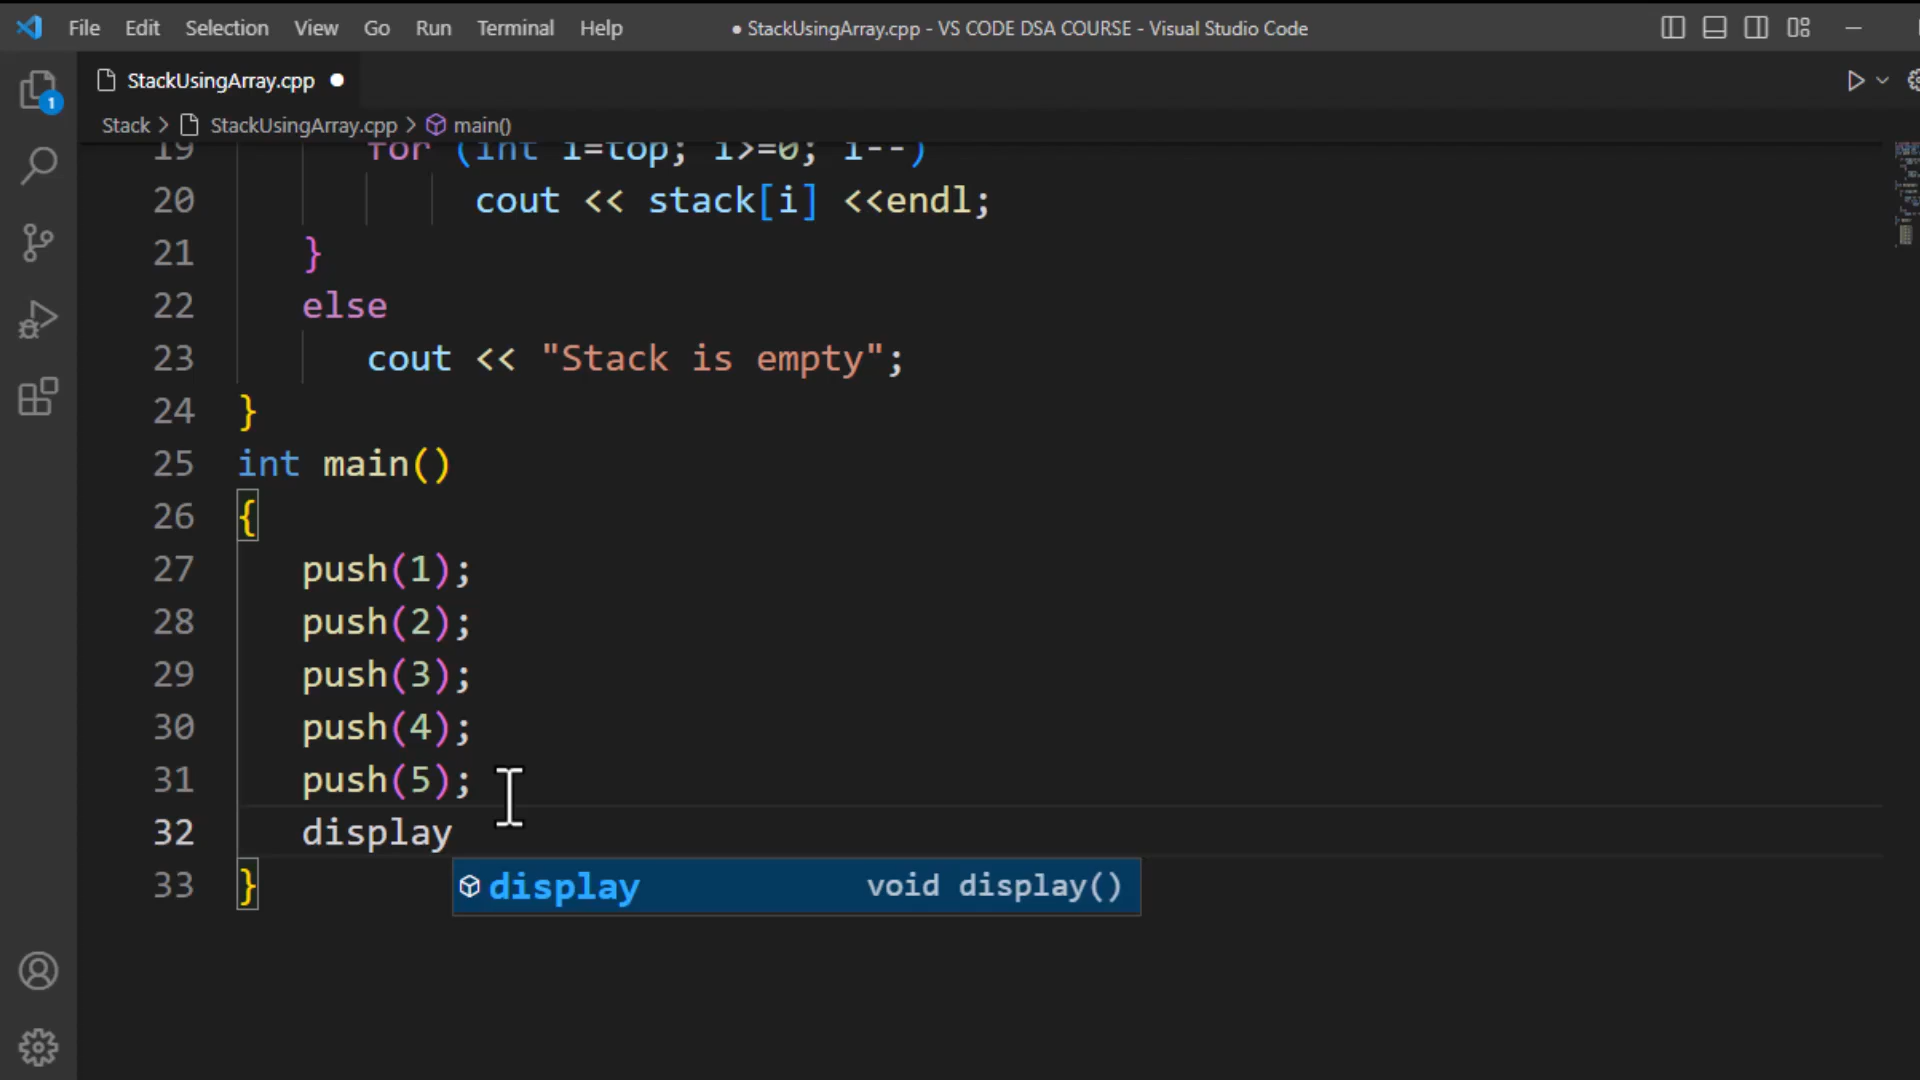 File Edit Selection View Go Run Terminal Help ● StackUsingArray.cpp - VS CODE DSA COURSE - Visual Studio Code
1
StackUsingArray.cpp ●
Stack > StackUsingArray.cpp > main()
19 for (int i=top; i>=0; i--)
20 cout << stack[i] <<endl;
21 }
22 else
23 cout << "Stack is empty";
24 }
25 int main()
26 {
27 push(1);
28 push(2);
29 push(3);
30 push(4);
31 push(5);
32 display
33 }
display void display()